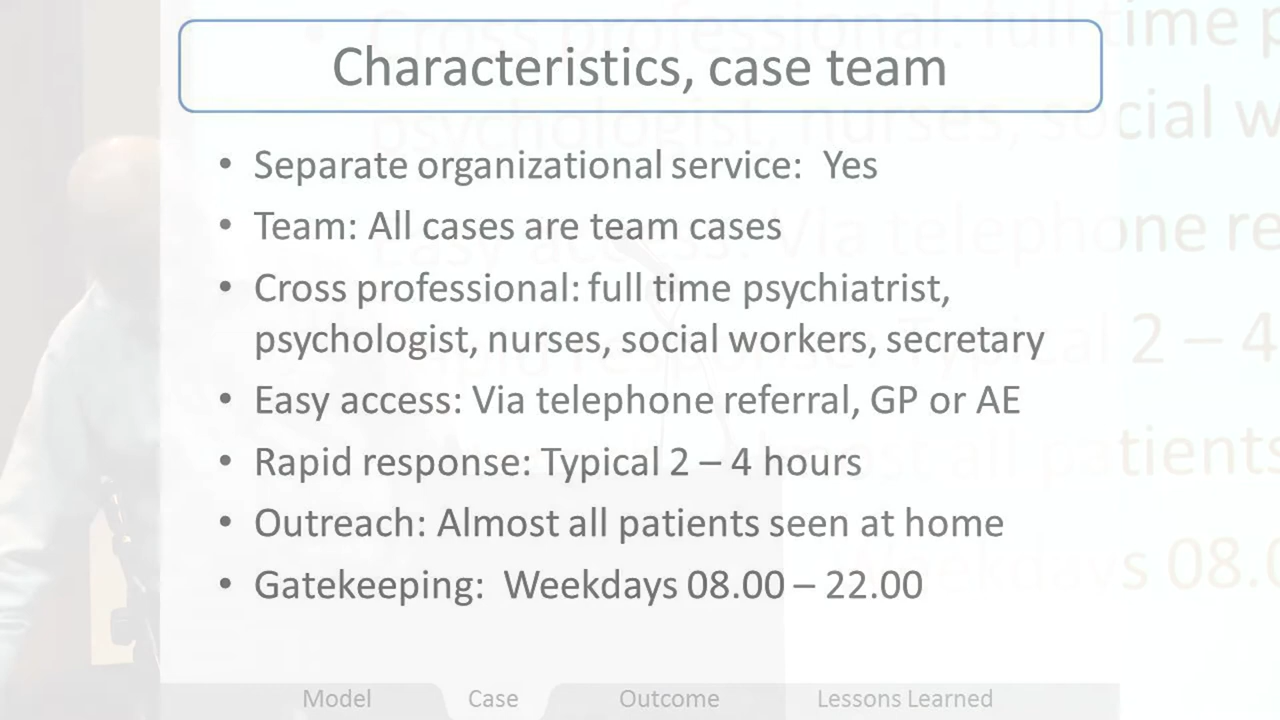 Characteristics, case team
• Separate organizational service: Yes
• Team: All cases are team cases
• Cross professional: full time psychiatrist,
psychologist, nurses, social workers, secretary
• Easy access: Via telephone referral, GP or AE
• Rapid response: Typical 2 – 4 hours
• Outreach: Almost all patients seen at home
• Gatekeeping: Weekdays 08.00 – 22.00
Model Case Outcome Lessons Learned